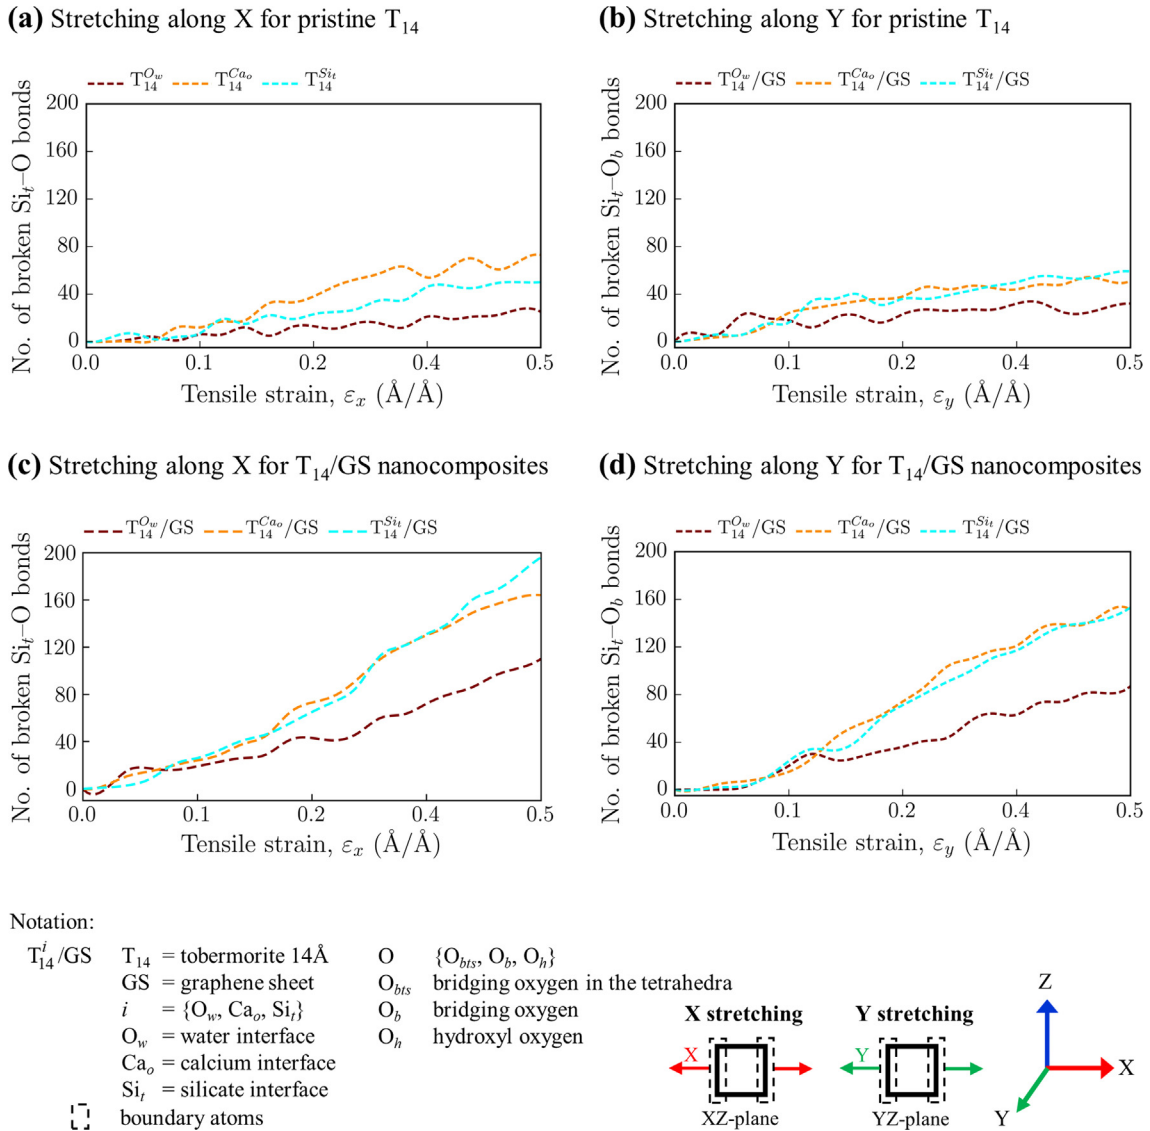 (a) Stretching along X for pristine T14
T14^Ow T14^Cao T14^Sit
No. of broken Sit–O bonds
200
160
120
80
40
0
0.0 0.1 0.2 0.4 0.5
Tensile strain, εx (Å/Å)
(b) Stretching along Y for pristine T14
T14^Ow/GS T14^Cao/GS T14^Sit/GS
No. of broken Sit–Ob bonds
200
160
120
80
40
0
0.0 0.1 0.2 0.4 0.5
Tensile strain, εy (Å/Å)
(c) Stretching along X for T14/GS nanocomposites
T14^Ow/GS T14^Cao/GS T14^Sit/GS
No. of broken Sit–O bonds
200
160
120
80
40
0
0.0 0.1 0.2 0.4 0.5
Tensile strain, εx (Å/Å)
(d) Stretching along Y for T14/GS nanocomposites
T14^Ow/GS T14^Cao/GS T14^Sit/GS
No. of broken Sit–Ob bonds
200
160
120
80
40
0
0.0 0.1 0.2 0.4 0.5
Tensile strain, εy (Å/Å)
Notation:
T14^i/GS T14 = tobermorite 14Å
GS = graphene sheet
i = {Ow, Cao, Sit}
Ow = water interface
Cao = calcium interface
Sit = silicate interface
boundary atoms
O {Obts, Ob, Oh}
Obts bridging oxygen in the tetrahedra
Ob bridging oxygen
Oh hydroxyl oxygen
X stretching
X
XZ-plane
Y stretching
Y
YZ-plane
Z
X
Y